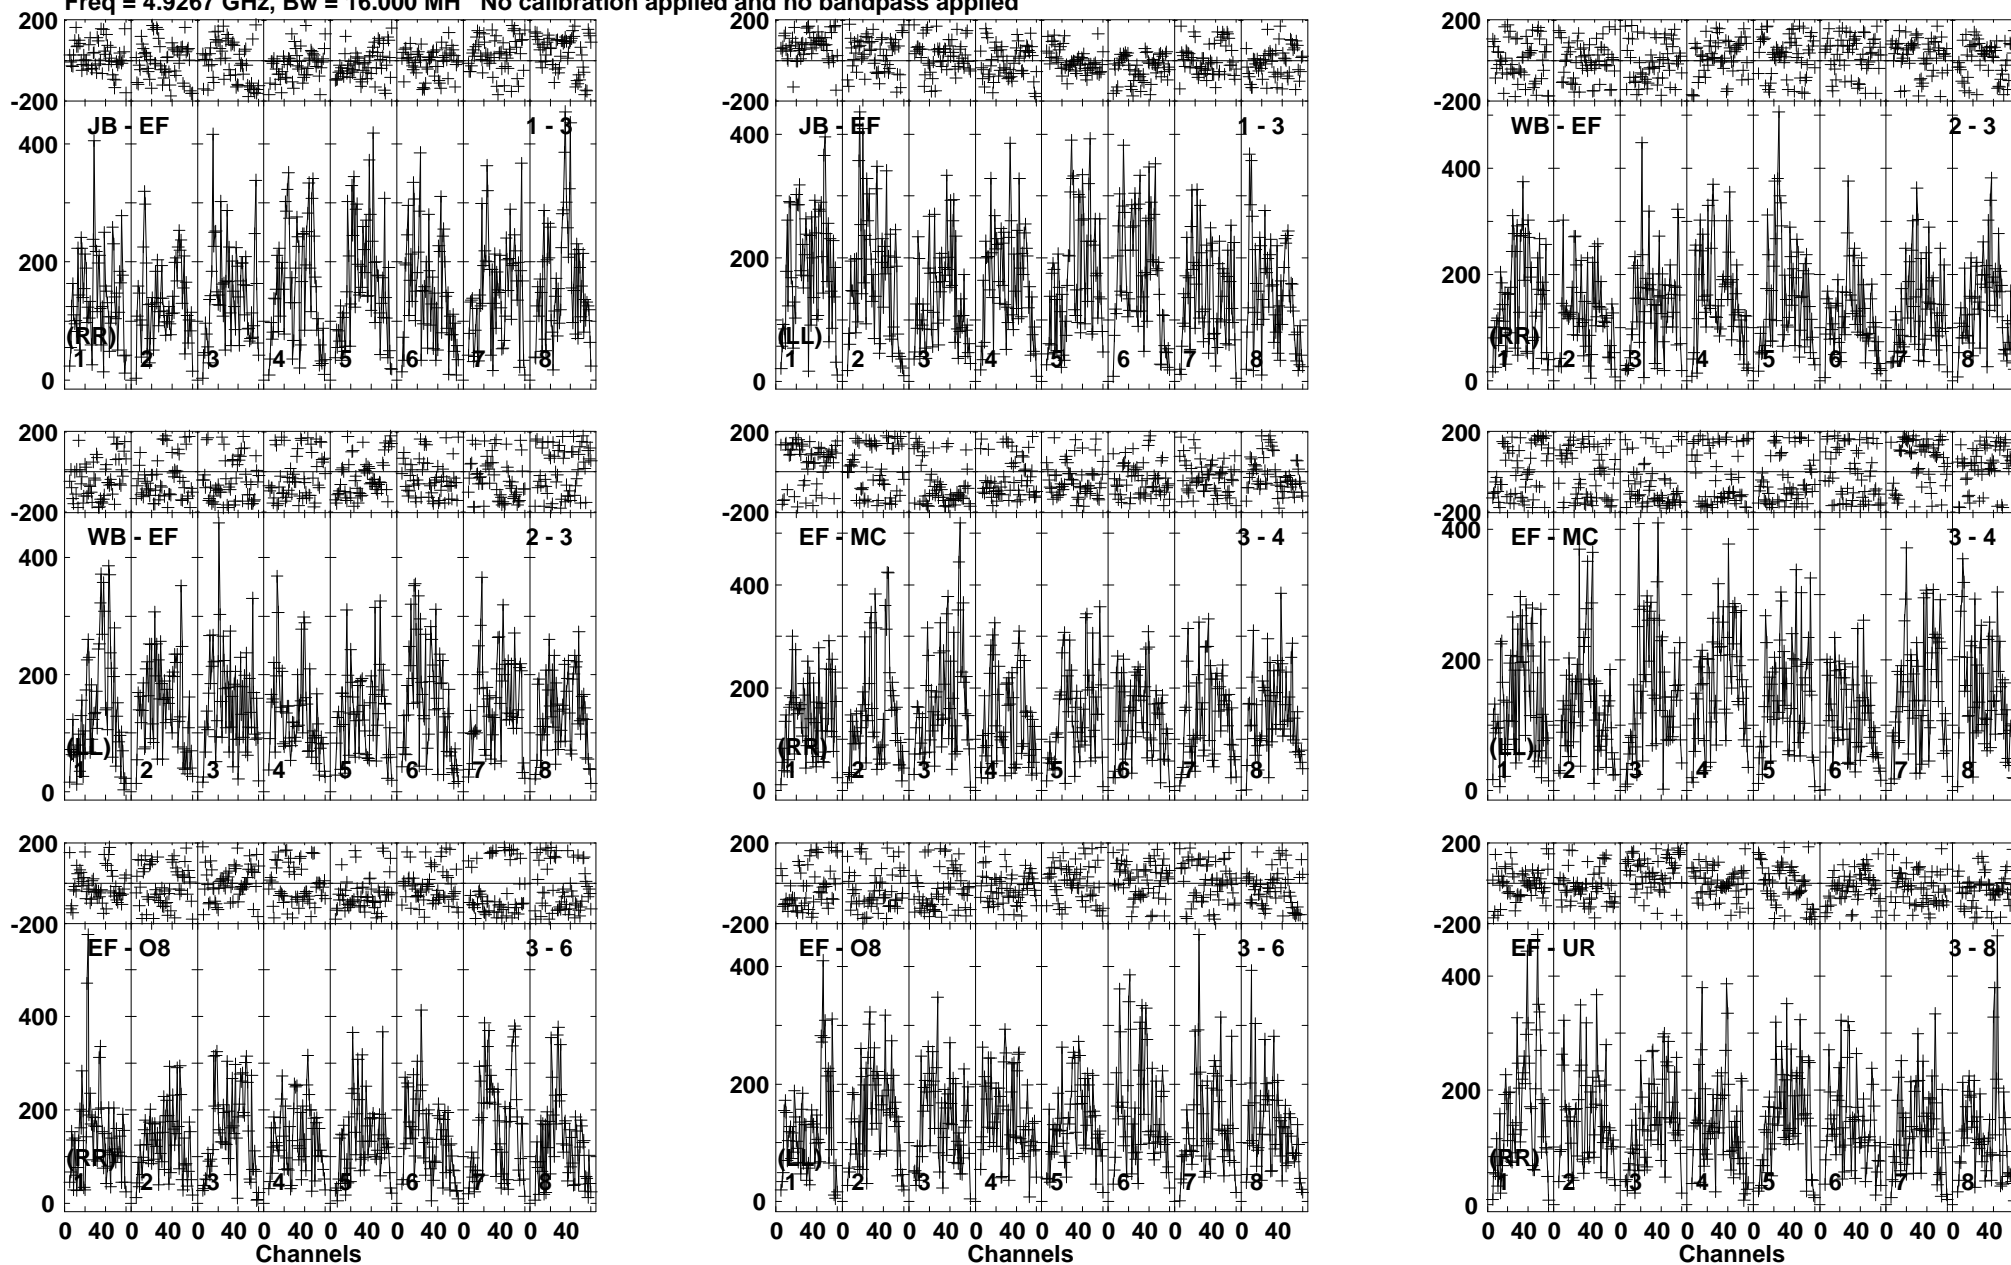 Freq = 4.9267 GHz, Bw = 16.000 MH   No calibration applied and no bandpass applied
200 200 200
-200 -200 -200
JB - EF 1 - 3 JB - EF 1 - 3 WB - EF 2 - 3
400 400 400
200 200 200
(RR) (LL) (RR)
1 2 3 4 5 6 7 8 1 2 3 4 5 6 7 8 1 2 3 4 5 6 7 8
0 0 0
200 200 200
-200 -200 -200
WB - EF 2 - 3 EF - MC 3 - 4 EF - MC 3 - 4
400 400 400
200 200 200
(LL) (RR) (LL)
1 2 3 4 5 6 7 8 1 2 3 4 5 6 7 8 1 2 3 4 5 6 7 8
0 0 0
200 200 200
-200 -200 -200
EF - O8 3 - 6 EF - O8 3 - 6 EF - UR 3 - 8
400 400 400
200 200 200
(RR) (LL) (RR)
1 2 3 4 5 6 7 8 1 2 3 4 5 6 7 8 1 2 3 4 5 6 7 8
0 0 0
0 40 0 40 0 40 0 40 0 40 0 40 0 40 0 40 0 40 0 40 0 40 0 40 0 40 0 40 0 40 0 40 0 40 0 40 0 40 0 40 0 40 0 40 0 40 0 40
Channels Channels Channels